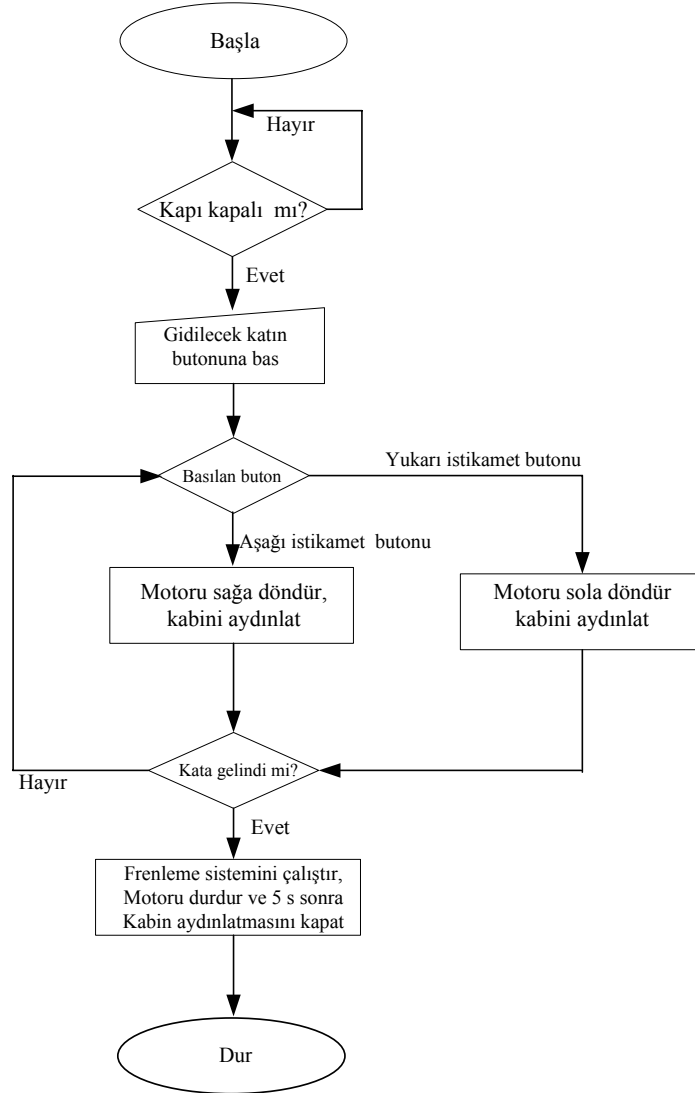 Başla
Hayır
Kapı kapalı mı?
Evet
Gidilecek katın
butonuna bas
Basılan buton
Yukarı istikamet butonu
Aşağı istikamet butonu
Motoru sağa döndür,
kabini aydınlat
Motoru sola döndür
kabini aydınlat
Kata gelindi mi?
Hayır
Evet
Frenleme sistemini çalıştır,
Motoru durdur ve 5 s sonra
Kabin aydınlatmasını kapat
Dur